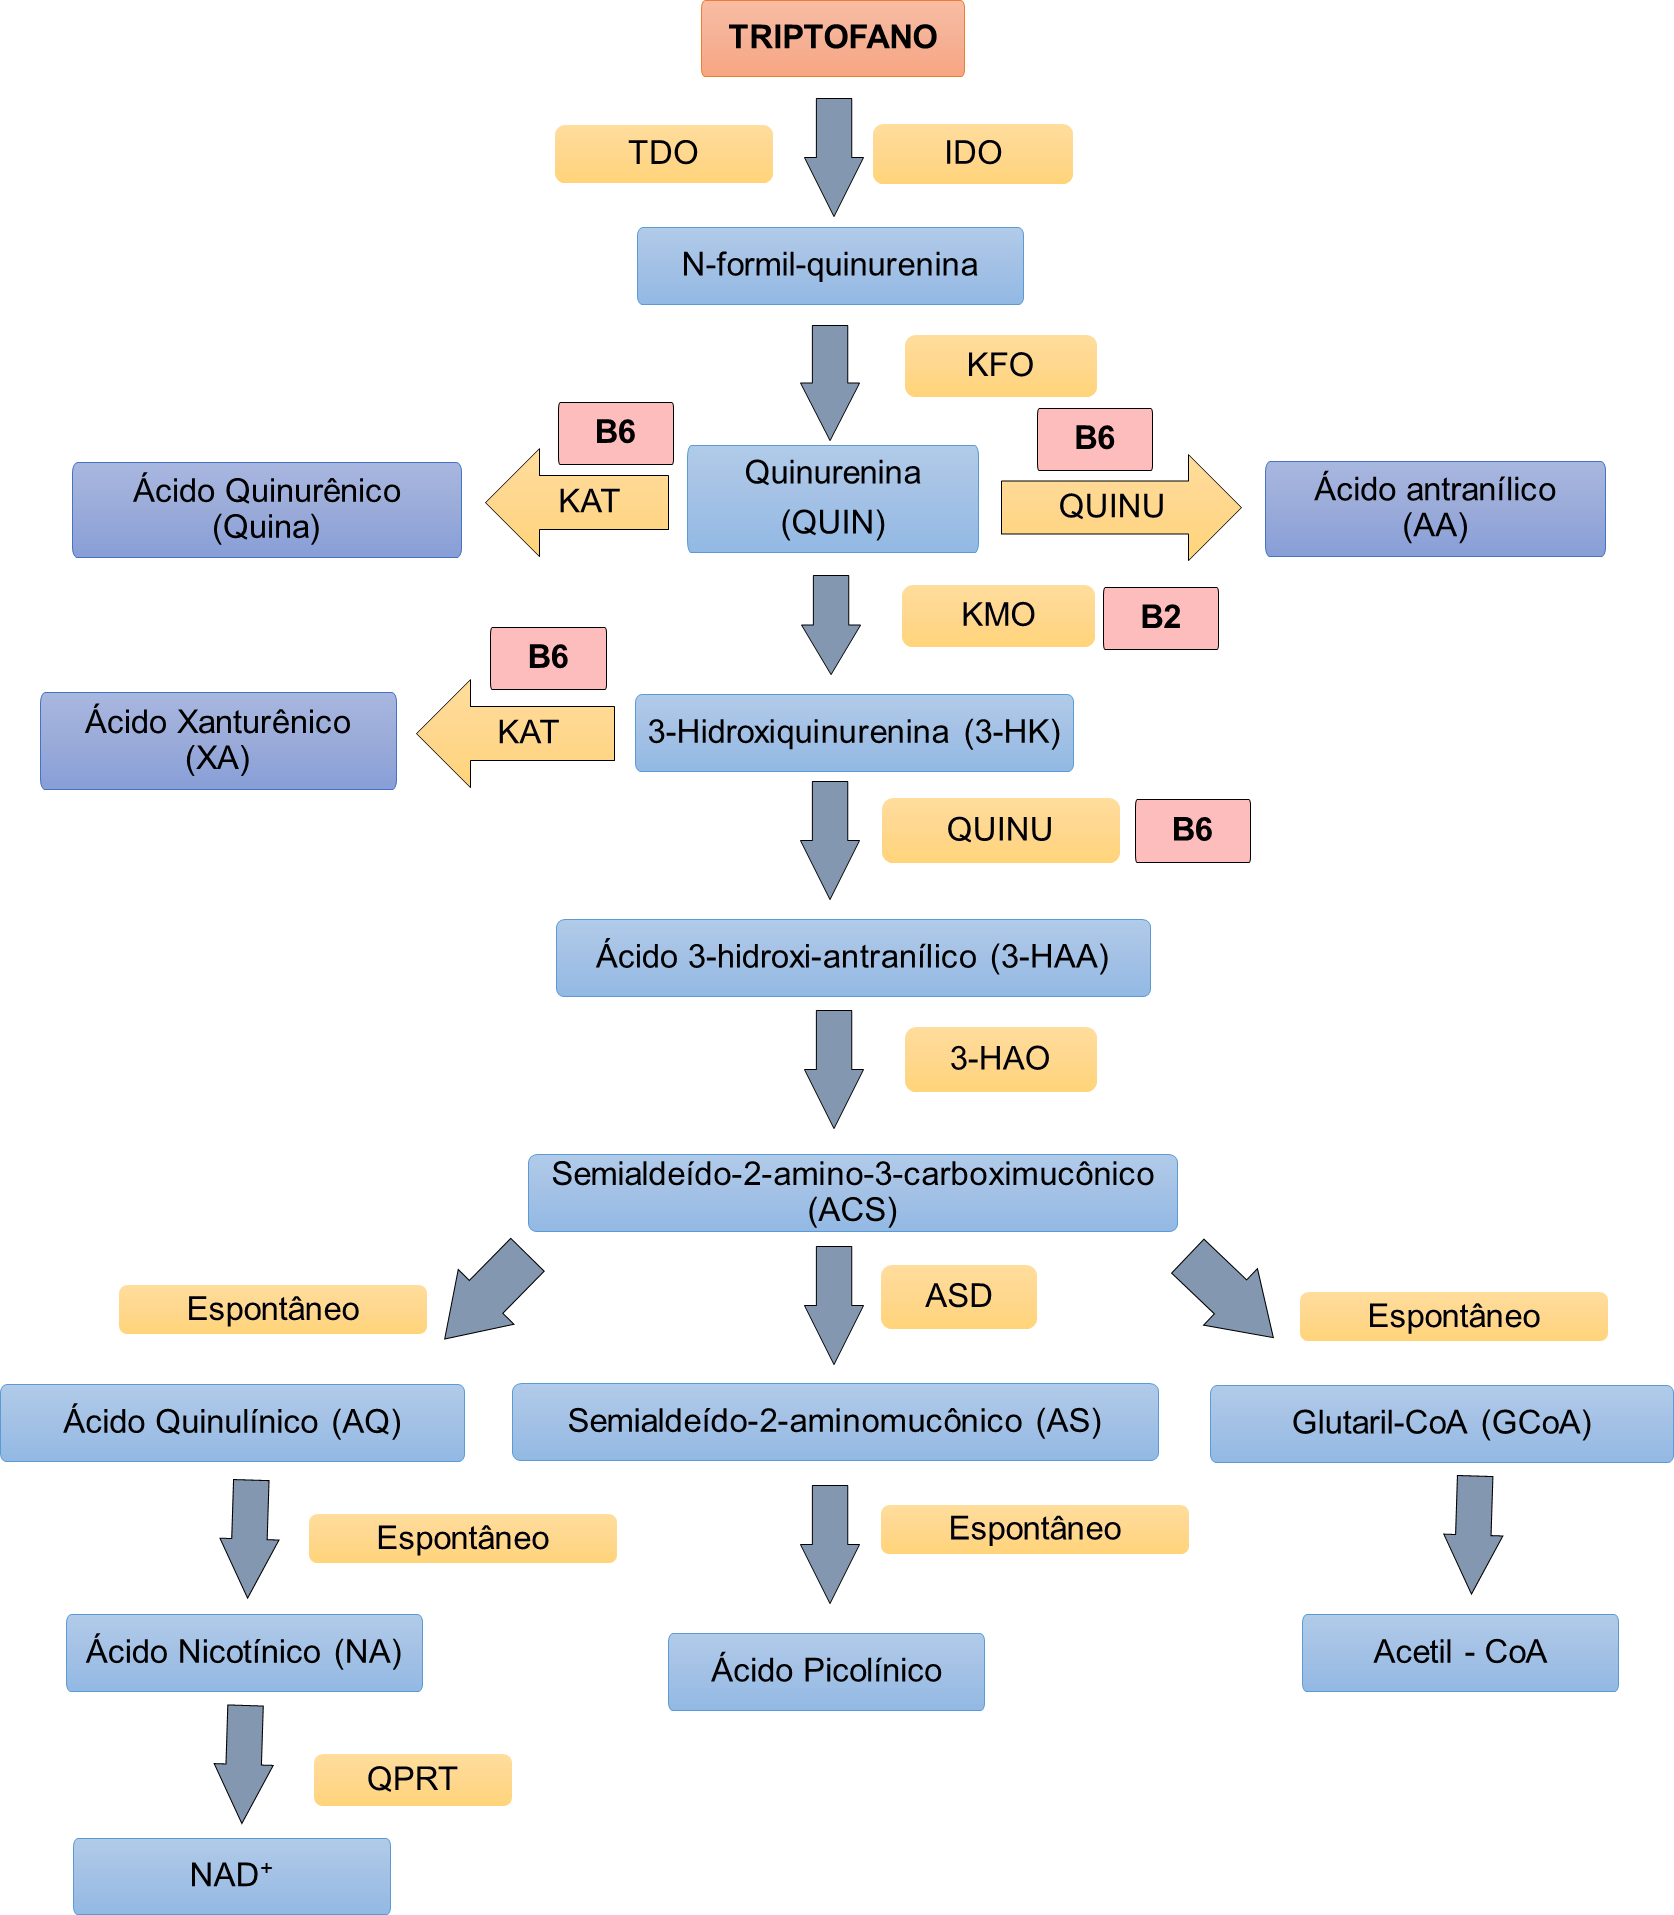 TRIPTOFANO
TDO
IDO
N-formil-quinurenina
KFO
B6
B6
Ácido Quinurênico
(Quina)
KAT
Quinurenina
(QUIN)
QUINU
Ácido antranílico
(AA)
KMO
B2
B6
Ácido Xanturênico
(XA)
KAT
3-Hidroxiquinurenina (3-HK)
QUINU
B6
Ácido 3-hidroxi-antranílico (3-HAA)
3-HAO
Semialdeído-2-amino-3-carboximucônico
(ACS)
Espontâneo
ASD
Espontâneo
Ácido Quinulínico (AQ)
Semialdeído-2-aminomucônico (AS)
Glutaril-CoA (GCoA)
Espontâneo
Espontâneo
Ácido Nicotínico (NA)
Ácido Picolínico
Acetil - CoA
QPRT
NAD⁺